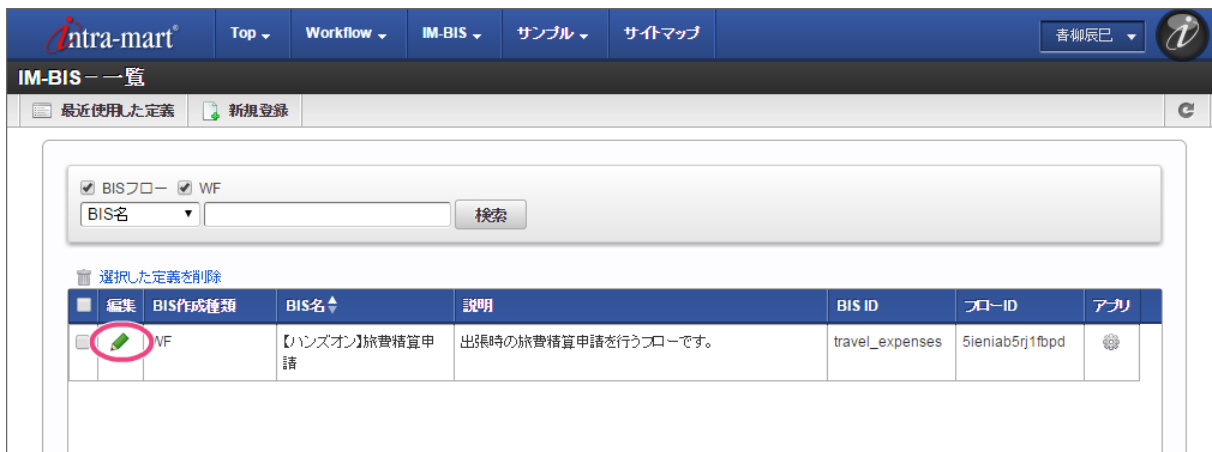 intra-mart® Top Workflow IM-BIS サンプル サイトマップ 青柳辰巳
IM-BIS－一覧
最近使用した定義 新規登録
BISフロー WF
BIS名 検索
選択した定義を削除
編集 BIS作成種類 BIS名 説明 BIS ID フローID アプリ
WF 【ハンズオン】旅費精算申 出張時の旅費精算申請を行うフローです。 travel_expenses 5ieniab5rj1fbpd
請